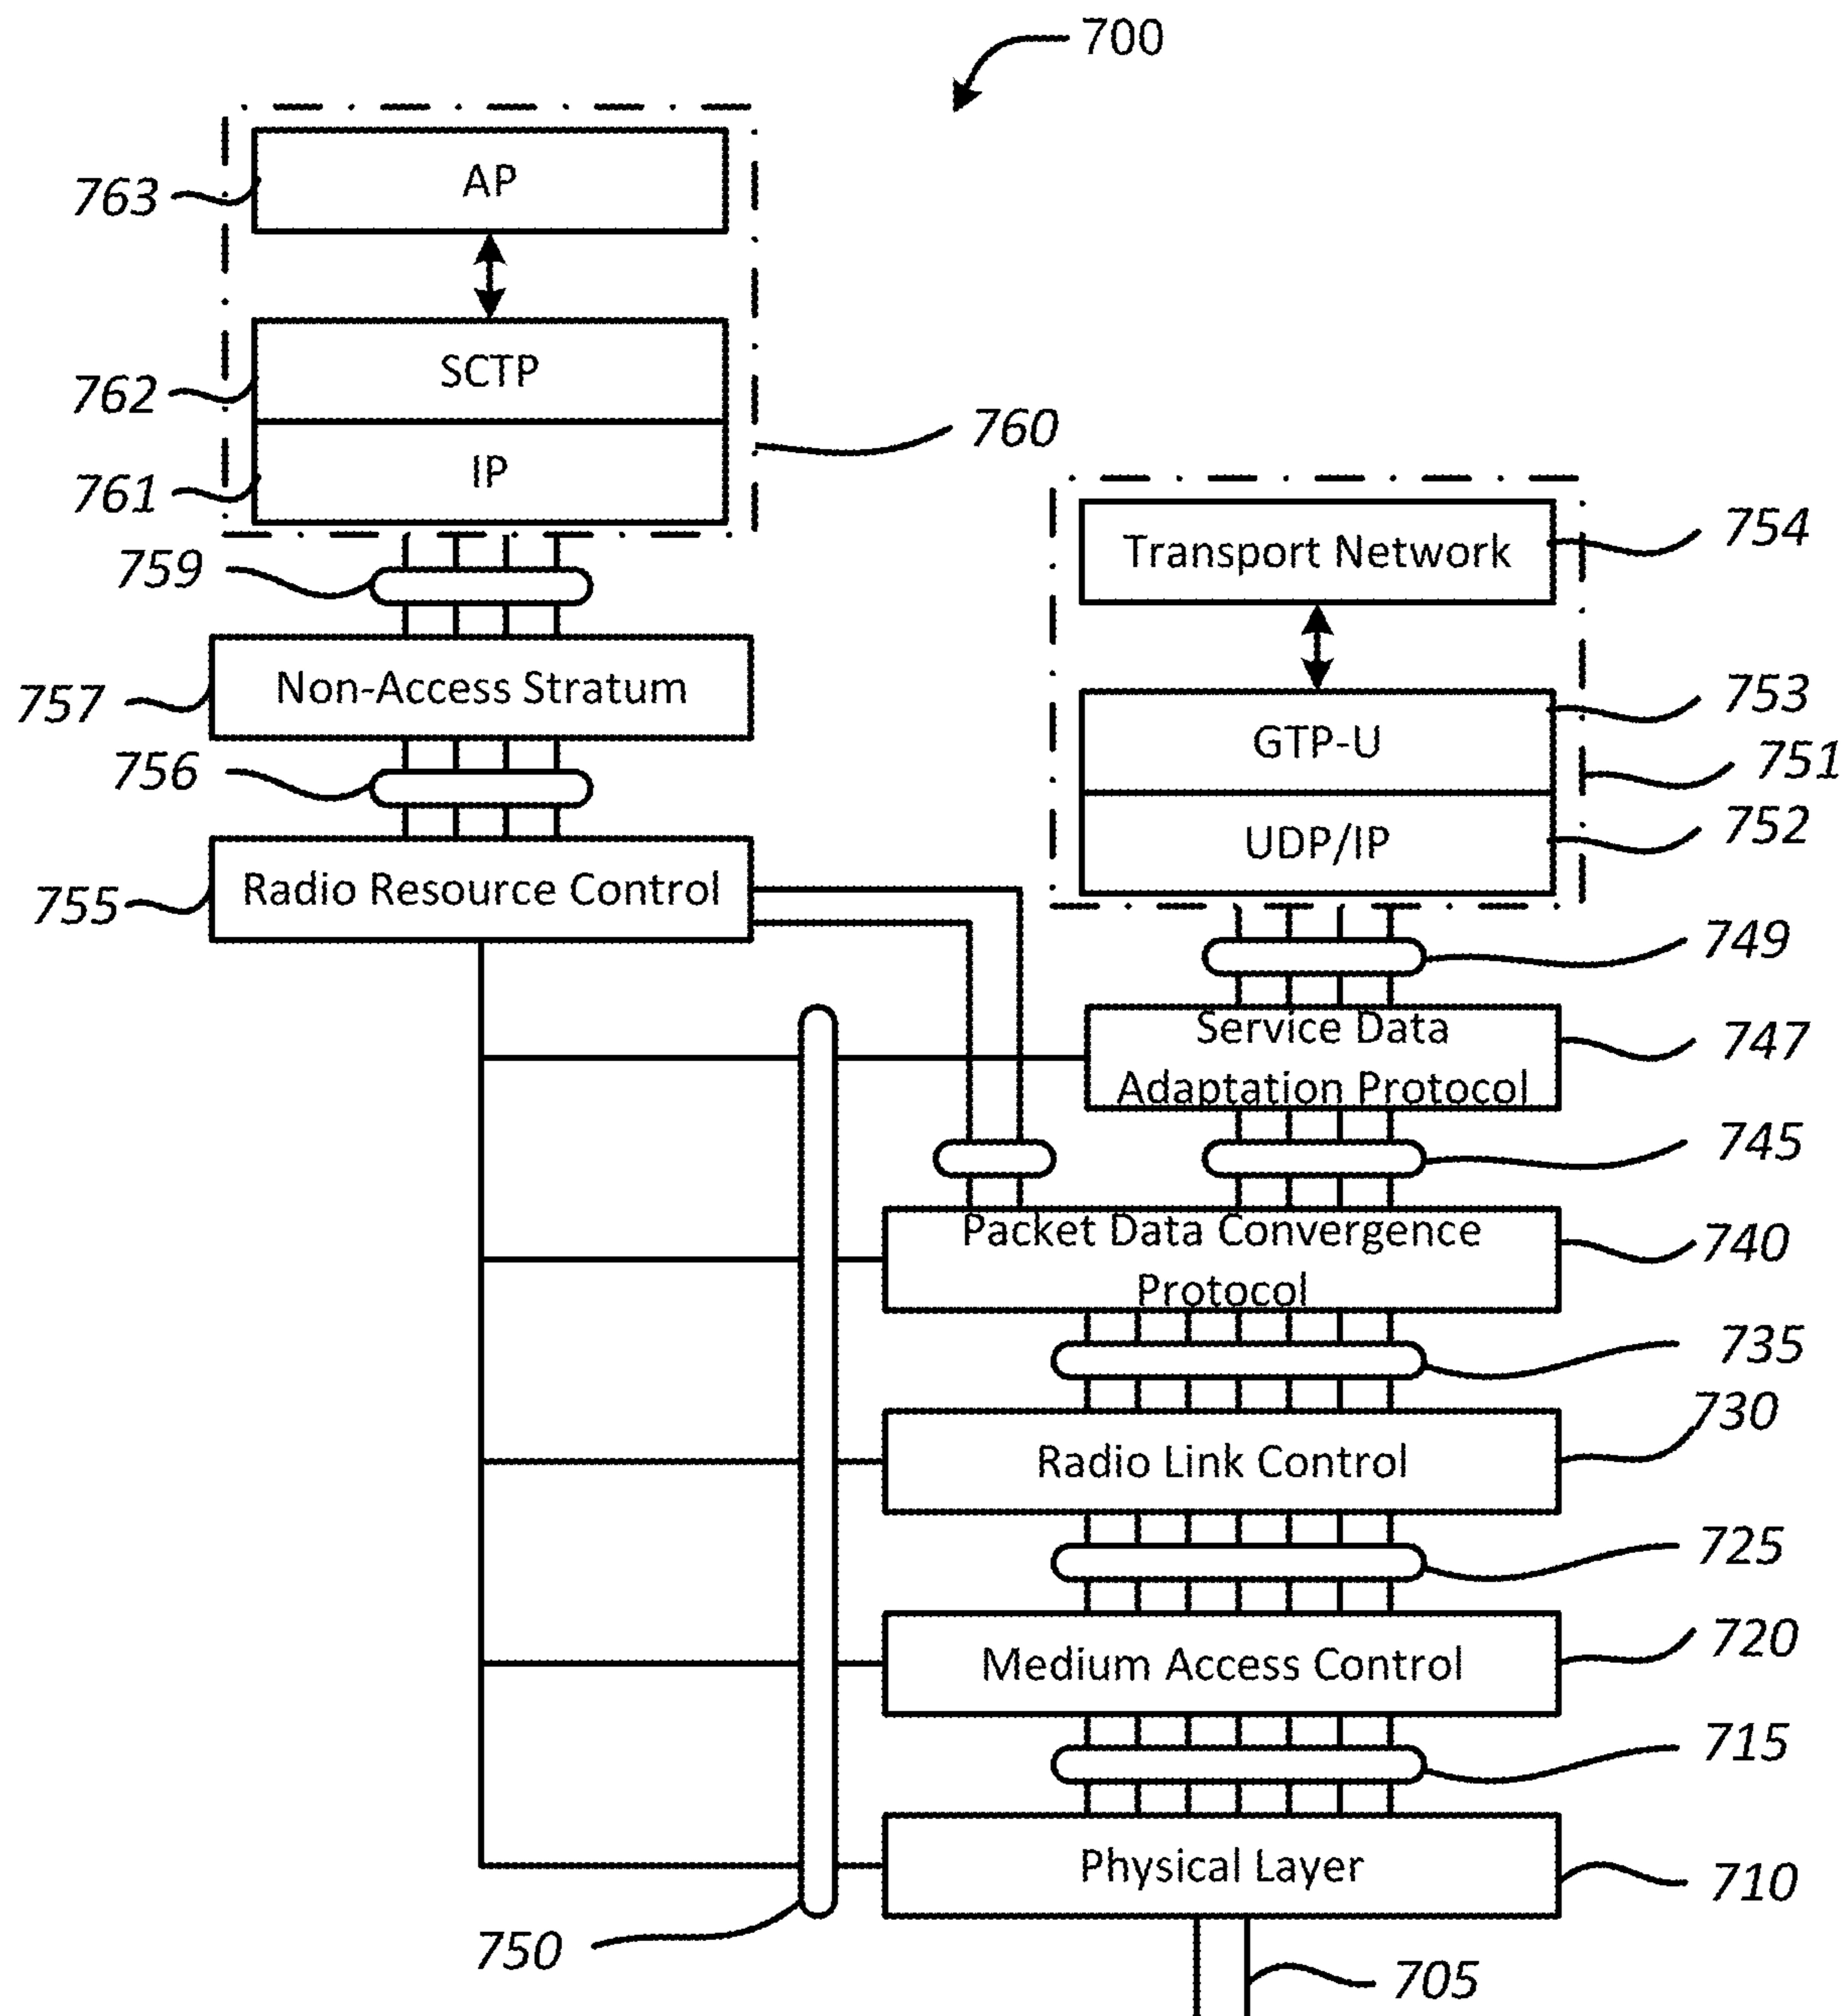 700
AP
763
SCTP
762
760
IP
761
754
Transport Network
759
753
757
Non-Access Stratum
GTP-U
751
756
752
UDP/IP
Radio Resource Control
755
749
Service Data
Adaptation Protocol
747
745
Packet Data Convergence
Protocol
740
735
730
Radio Link Control
725
720
Medium Access Control
715
Physical Layer
710
750
705